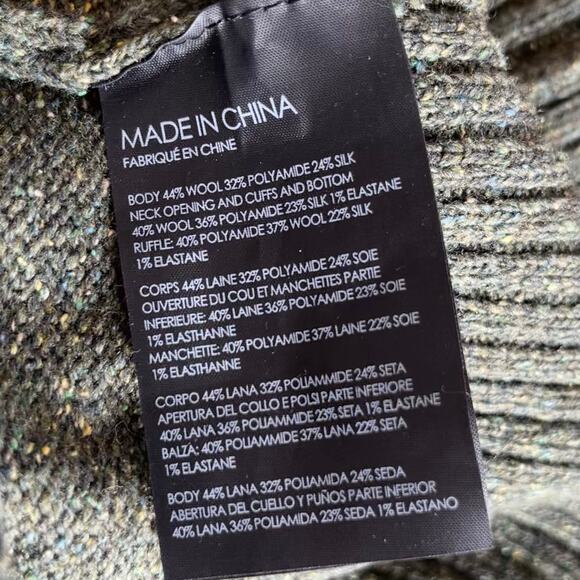 MADE IN CHINA
FABRIQUÉ EN CHINE
BODY 44% WOOL 32% POLYAMIDE 24% SILK
NECK OPENING AND CUFFS AND BOTTOM
40% WOOL 36% POLYAMIDE 23% SILK 1% ELASTANE
RUFFLE: 40% POLYAMIDE 37% WOOL 22% SILK
1% ELASTANE
CORPS 44% LAINE 32% POLYAMIDE 24% SOIE
OUVERTURE DU COU ET MANCHETTES PARTIE
INFERIEURE: 40% LAINE 36% POLYAMIDE 23% SOIE
1% ELASTHANNE
MANCHETTE: 40% POLYAMIDE 37% LAINE 22% SOIE
1% ELASTHANNE
CORPO 44% LANA 32% POLIAMMIDE 24% SETA
APERTURA DEL COLLO E POLSI PARTE INFERIORE
40% LANA 36% POLIAMMIDE 23% SETA 1% ELASTANE
BALZA: 40% POLIAMMIDE 37% LANA 22% SETA
1% ELASTANE
BODY 44% LANA 32% POLIAMIDA 24% SEDA
ABERTURA DEL CUELLO Y PUÑOS PARTE INFERIOR
40% LANA 36% POLIAMIDA 23% SEDA 1% ELASTANO